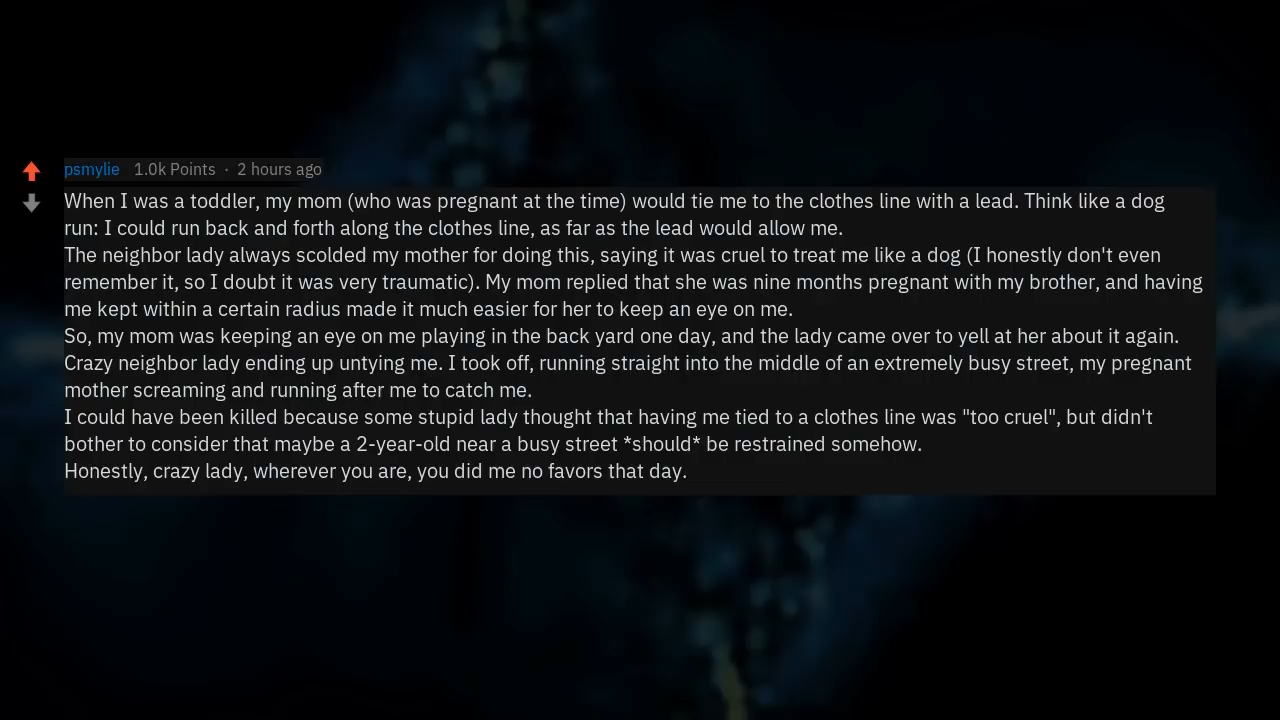 psmylie 1.0k Points · 2 hours ago
When I was a toddler, my mom (who was pregnant at the time) would tie me to the clothes line with a lead. Think like a dog
run: I could run back and forth along the clothes line, as far as the lead would allow me.
The neighbor lady always scolded my mother for doing this, saying it was cruel to treat me like a dog (I honestly don't even
remember it, so I doubt it was very traumatic). My mom replied that she was nine months pregnant with my brother, and having
me kept within a certain radius made it much easier for her to keep an eye on me.
So, my mom was keeping an eye on me playing in the back yard one day, and the lady came over to yell at her about it again.
Crazy neighbor lady ending up untying me. I took off, running straight into the middle of an extremely busy street, my pregnant
mother screaming and running after me to catch me.
I could have been killed because some stupid lady thought that having me tied to a clothes line was "too cruel", but didn't
bother to consider that maybe a 2-year-old near a busy street *should* be restrained somehow.
Honestly, crazy lady, wherever you are, you did me no favors that day.